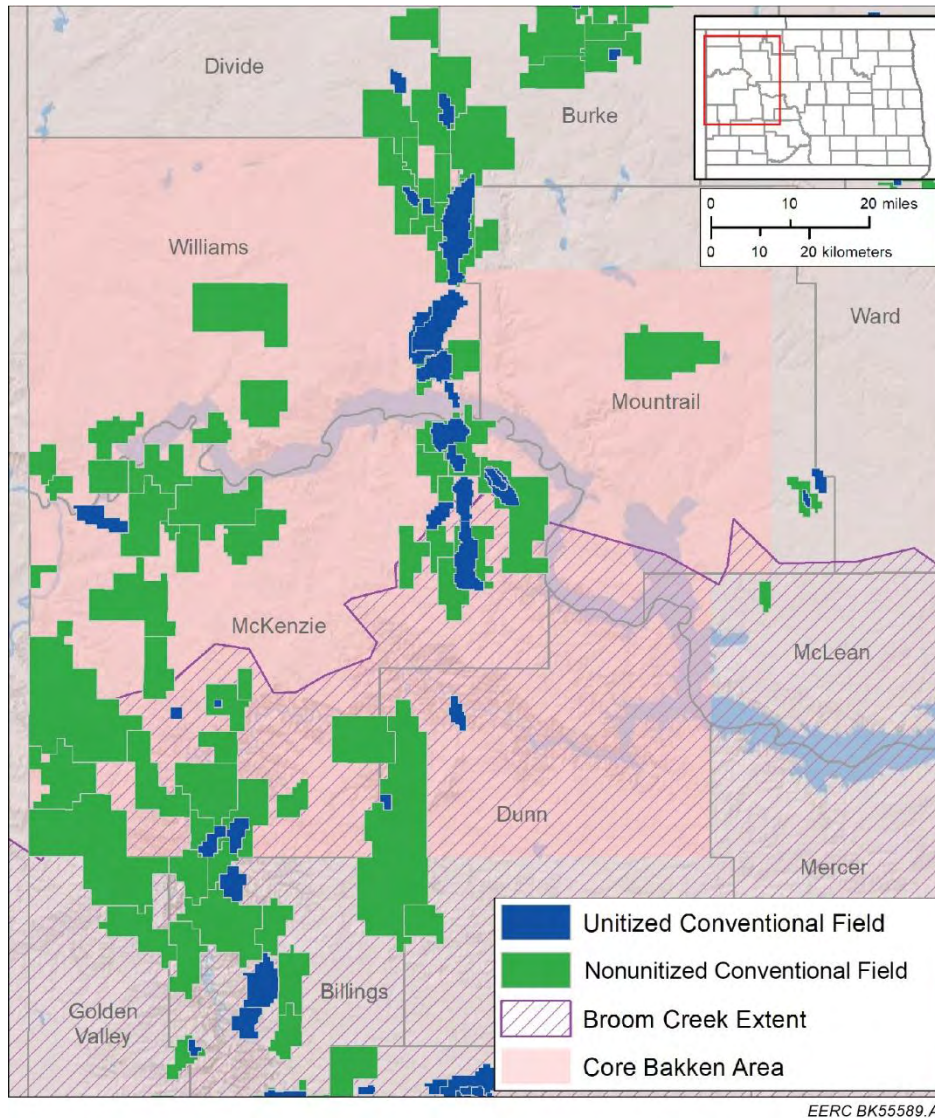 Divide
Burke
0 10 20 miles
0 10 20 kilometers
Williams
Ward
Mountrail
McKenzie
McLean
Dunn
Mercer
Unitized Conventional Field
Nonunitized Conventional Field
Broom Creek Extent
Core Bakken Area
Billings
Golden
Valley
EERC BK55589.A